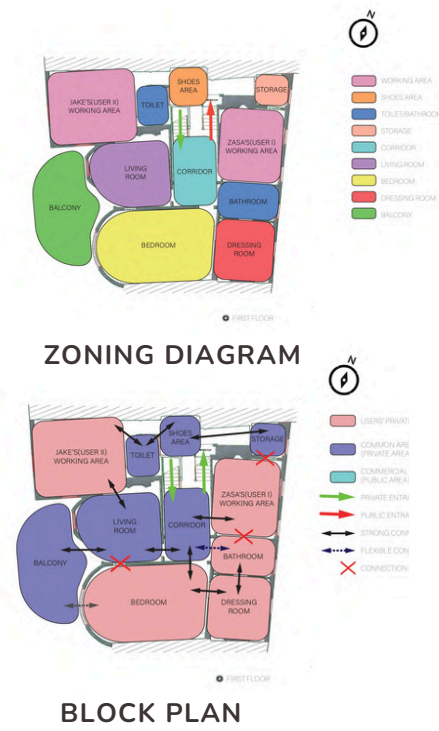 N
SHOES
AREA
STORAGE
JAKE'S(USER II)
WORKING AREA
TOILET
ZASA'S(USER I)
WORKING AREA
LIVING
ROOM
CORRIDOR
BALCONY
BATHROOM
BEDROOM
DRESSING
ROOM
WORKING AREA
SHOES AREA
TOILET/BATHROOM
STORAGE
CORRIDOR
LIVING ROOM
BEDROOM
DRESSING ROOM
BALCONY
FIRST FLOOR
ZONING DIAGRAM
N
SHOES
AREA
STORAGE
JAKE'S(USER II)
WORKING AREA
TOILET
ZASA'S(USER I)
WORKING AREA
LIVING
ROOM
CORRIDOR
BALCONY
BATHROOM
BEDROOM
DRESSING
ROOM
USERS' PRIVAT
COMMON ARE
(PRIVATE AREA
COMMERCIAL
(PUBLIC AREA)
PRIVATE ENTRA
PUBLIC ENTRA
STRONG CON
FLEXIBLE CON
CONNECTION
FIRST FLOOR
BLOCK PLAN